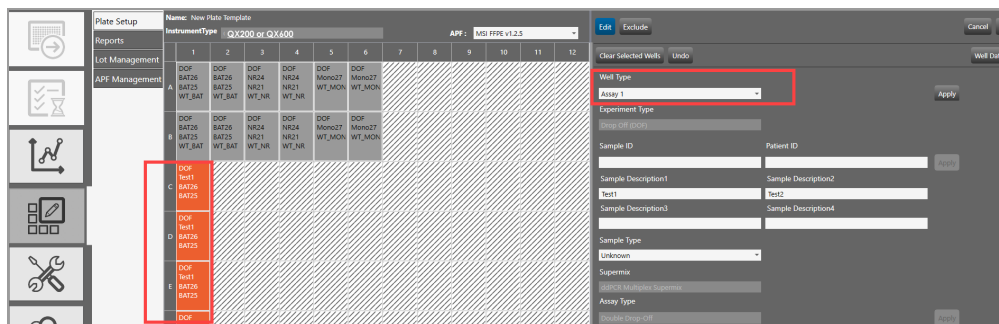 Plate Setup
Reports
Lot Management
APF Management
Name: New Plate Template
InstrumentType QX200 or QX600 APF: MSI FFPE v1.2.5
1 2 3 4 5 6 7 8 9 10 11 12
DOF DOF DOF DOF DOF DOF
BAT26 BAT26 NR24 NR24 Mono27 Mono27
A BAT25 BAT25 NR21 NR21 WT_MON WT_MON
WT_BAT WT_BAT WT_NR WT_NR
DOF DOF DOF DOF DOF DOF
BAT26 BAT26 NR24 NR24 Mono27 Mono27
B BAT25 BAT25 NR21 NR21 WT_MON WT_MON
WT_BAT WT_BAT WT_NR WT_NR
DOF
Test1
C BAT26
BAT25
DOF
Test1
D BAT26
BAT25
DOF
Test1
E BAT26
BAT25
DOF
Edit Exclude Cancel
Clear Selected Wells Undo Well Dat
Well Type
Assay 1 Apply
Experiment Type
Drop Off (DOF)
Sample ID Patient ID
Apply
Sample Description1 Sample Description2
Test1 Test2
Sample Description3 Sample Description4
Sample Type
Unknown
Supermix
ddPCR Multiplex Supermix
Assay Type
Double Drop-Off Apply